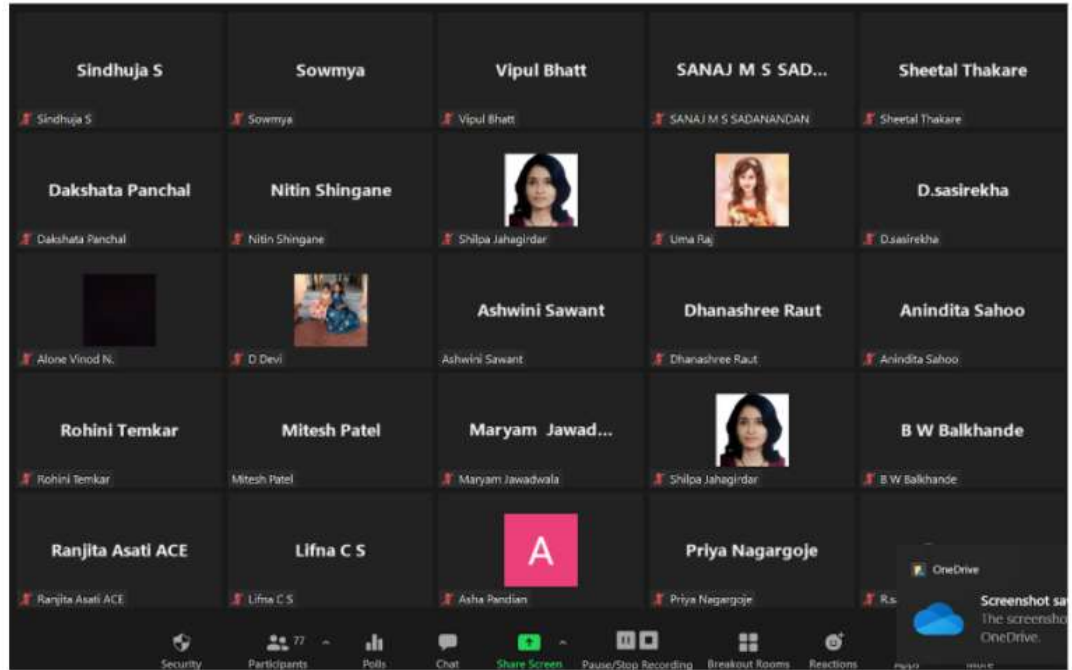 Sindhuja S
Sowmya
Vipul Bhatt
SANAJ M S SAD...
Sheetal Thakare
Sindhuja S
Sowmya
Vipul Bhatt
SANAJ M S SADANANDAN
Sheetal Thakare
Dakshata Panchal
Nitin Shingane
D.sasirekha
Dakshata Panchal
Nitin Shingane
Shilpa Jahagirdar
Uma Raj
D.sasirekha
Ashwini Sawant
Dhanashree Raut
Anindita Sahoo
Alone Vinod N.
D Devi
Ashwini Sawant
Dhanashree Raut
Anindita Sahoo
Rohini Temkar
Mitesh Patel
Maryam Jawad...
B W Balkhande
Rohini Temkar
Mitesh Patel
Maryam Jawadwala
Shilpa Jahagirdar
B W Balkhande
Ranjita Asati ACE
Lifna C S
A
Priya Nagargoje
Ranjita Asati ACE
Lifna C S
Asha Pandian
Priya Nagargoje
OneDrive
Screenshot sa
The screensho
OneDrive.
77
Security
Participants
Polls
Chat
Share Screen
Pause/Stop Recording
Breakout Rooms
Reactions
Apps
More